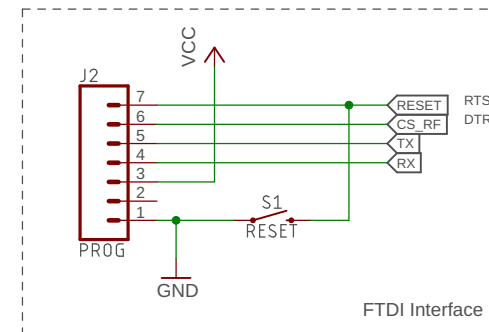 VCC
J2
7
RESET
RTS
6
CS_RF
DTR
5
TX
4
RX
3
2
1
S1
RESET
PROG
GND
FTDI Interface